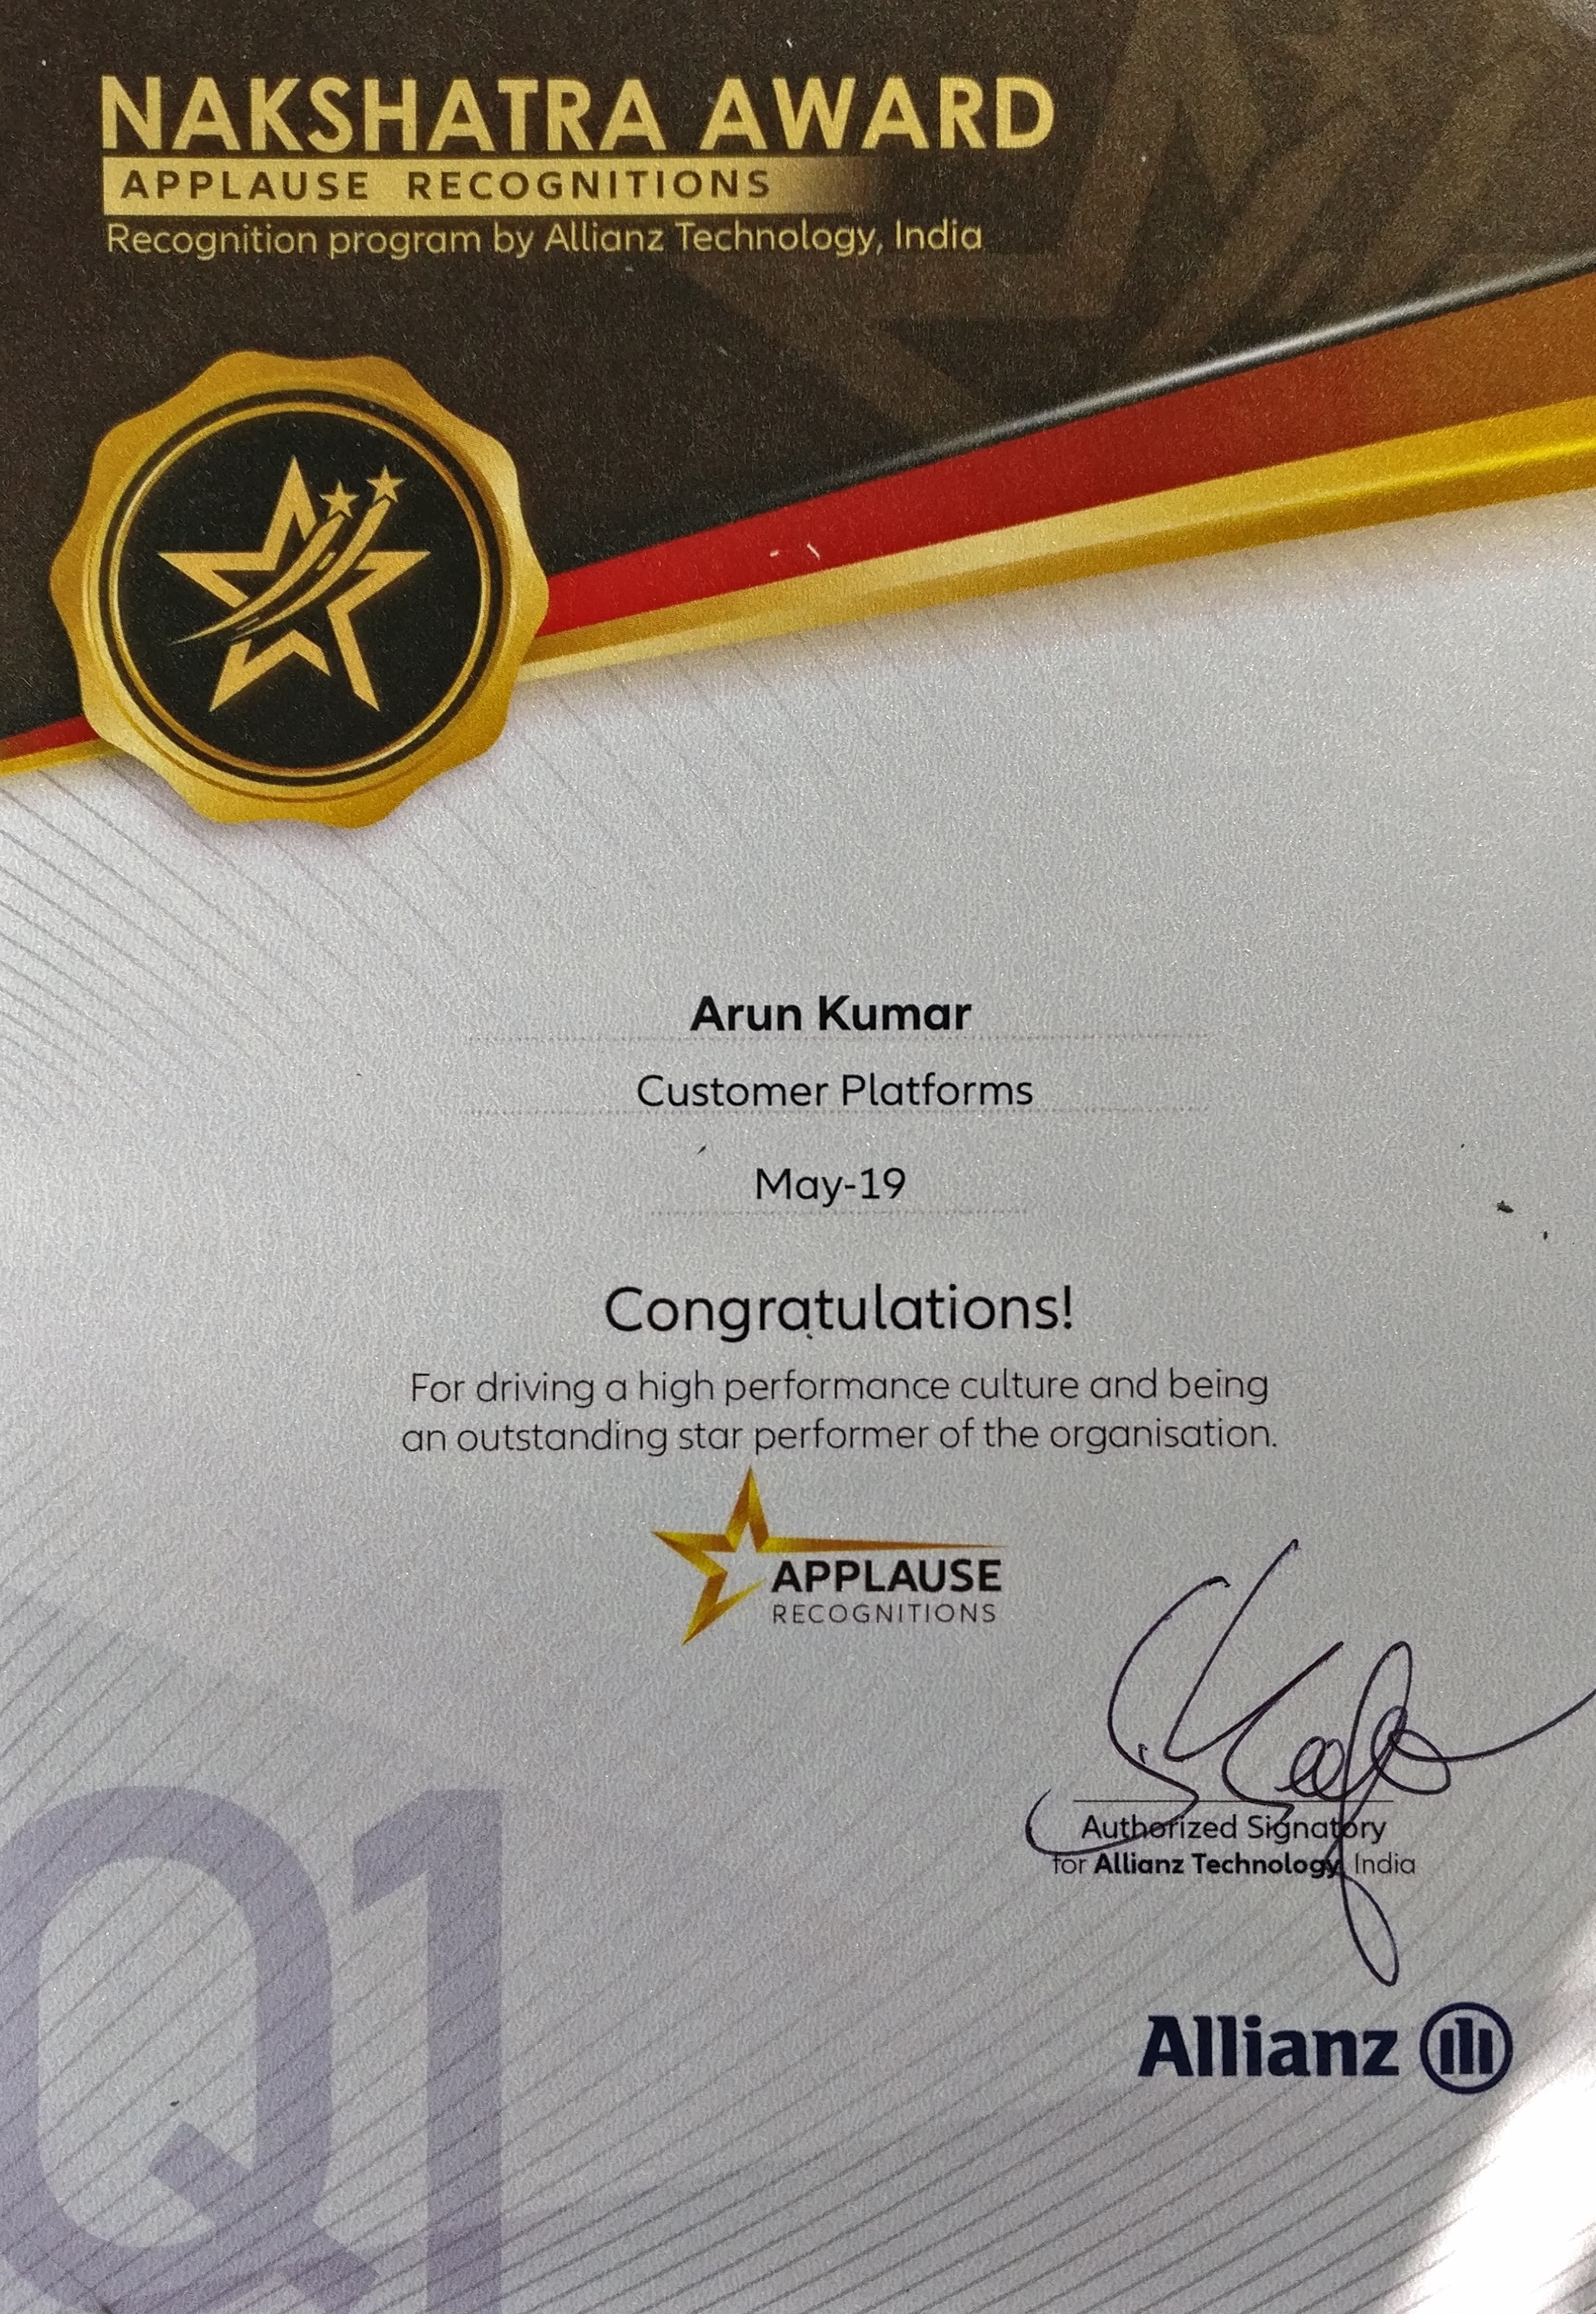 NAKSHATRA AWARD
APPLAUSE RECOGNITIONS
Recognition program by Allianz Technology, India
Arun Kumar
Customer Platforms
May-19
Congratulations!
For driving a high performance culture and being
an outstanding star performer of the organisation.
APPLAUSE
RECOGNITIONS
Authorized Signatory
for Allianz Technology, India
Allianz
Q1